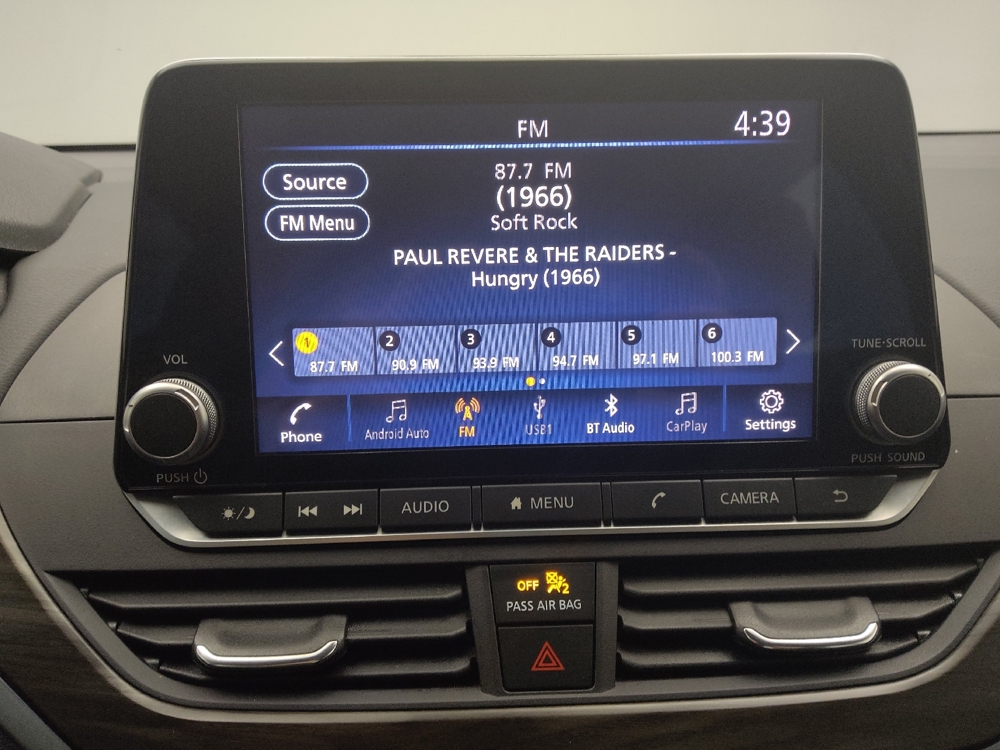 FM
4:39
Source
87.7 FM
(1966)
FM Menu
Soft Rock
PAUL REVERE & THE RAIDERS -
Hungry (1966)
1
87.7 FM
2
90.9 FM
3
93.9 FM
4
94.7 FM
5
97.1 FM
6
100.3 FM
VOL
TUNE·SCROLL
Phone
Android Auto
FM
USB1
BT Audio
CarPlay
Settings
PUSH
PUSH SOUND
AUDIO
MENU
CAMERA
OFF
2
PASS AIR BAG